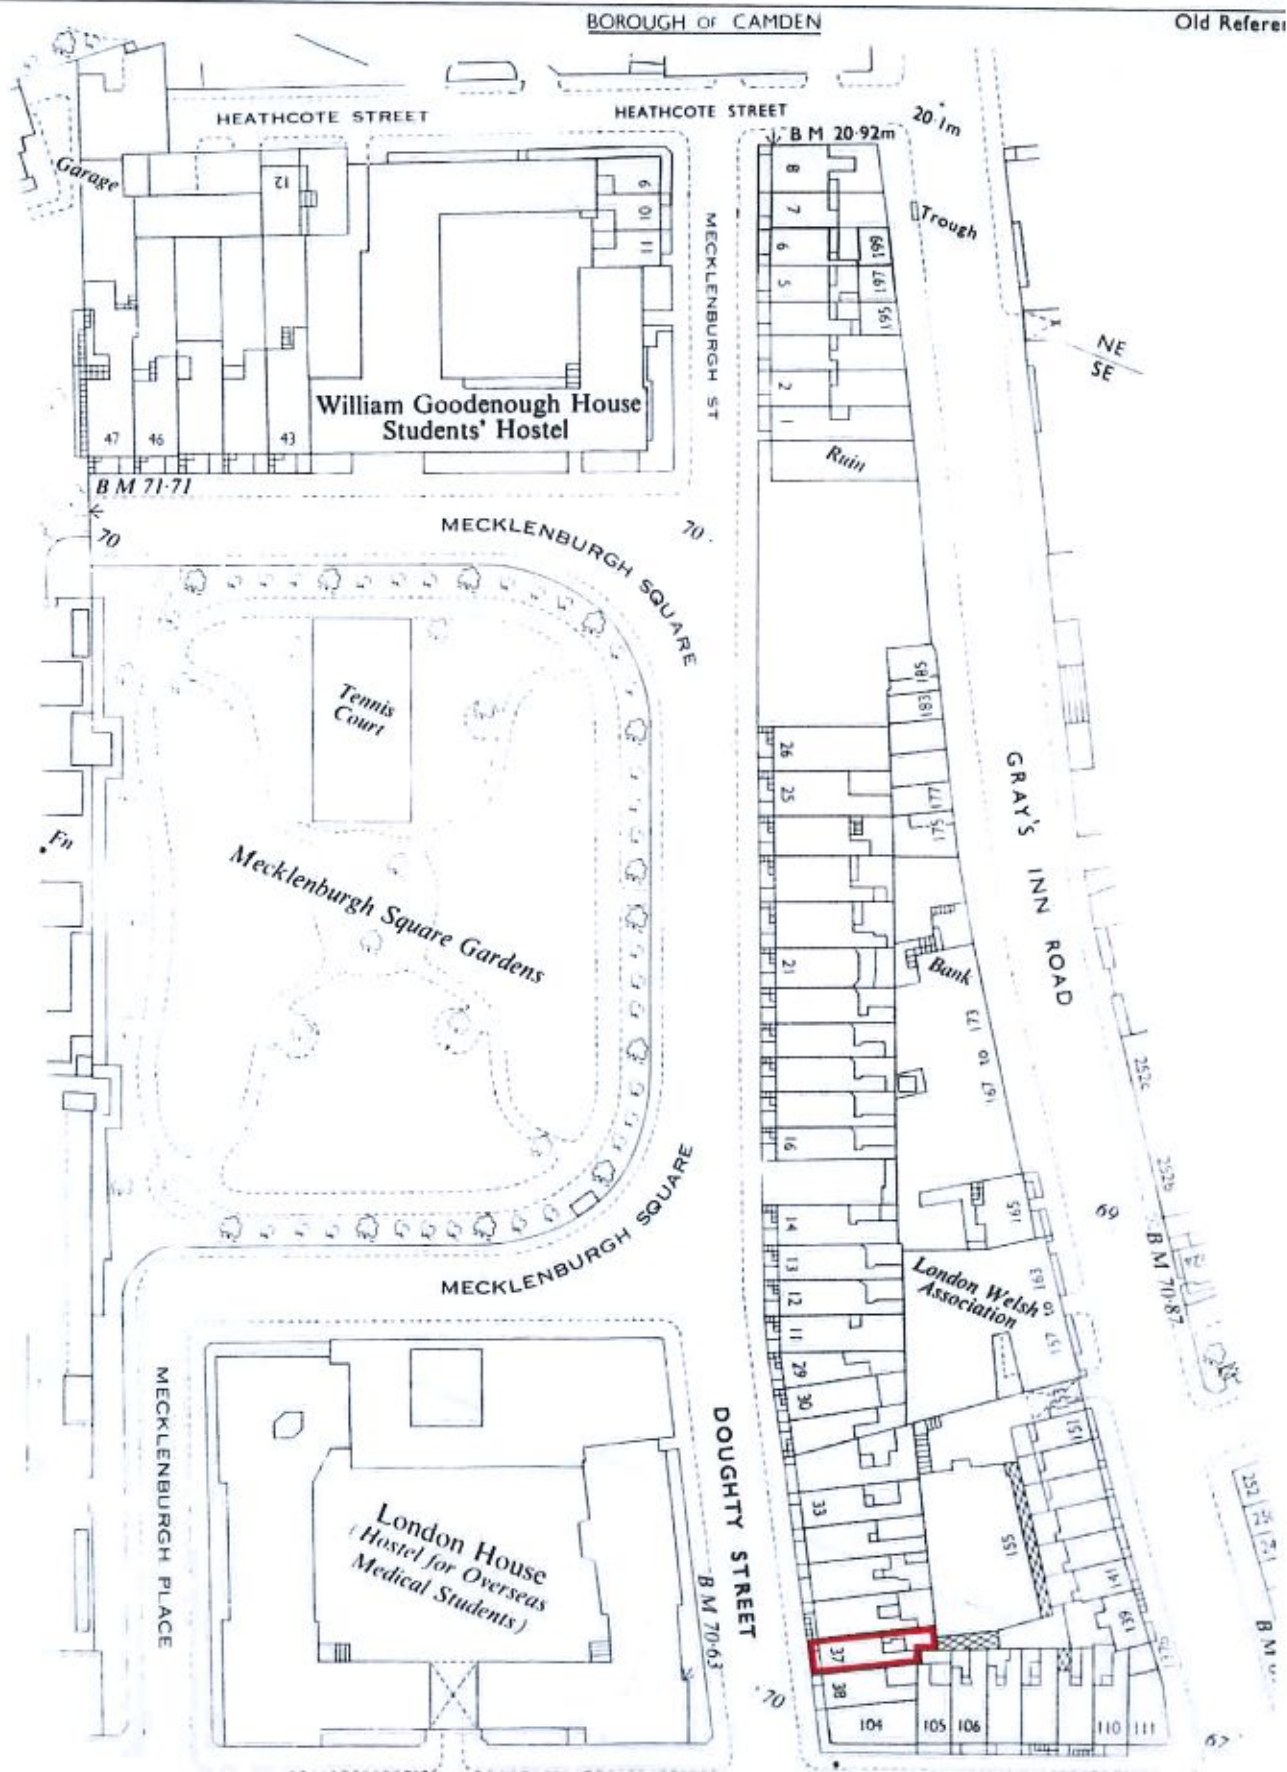 BOROUGH OF CAMDEN
Old Refere
HEATHCOTE STREET
HEATHCOTE STREET
20·1m
B M 20·92m
Garage
12
9
10
11
8
7
6
5
2
1
Trough
199
197
195
MECKLENBURGH ST
NE
SE
William Goodenough House
Students' Hostel
47
46
43
Ruin
B M 71·71
70
MECKLENBURGH SQUARE
70
Tennis
Court
185
183
177
175
26
25
21
16
14
13
12
11
29
30
33
37
38
GRAY'S INN ROAD
Fn
Mecklenburgh Square Gardens
Bank
167 to 173
252c
252b
165
69
B M 70·87
MECKLENBURGH SQUARE
London Welsh
Association
157 to 163
151
MECKLENBURGH PLACE
London House
(Hostel for Overseas
Medical Students)
DOUGHTY STREET
B M 70·63
155
141
139
252
70
104
105
106
110
111
67
B M